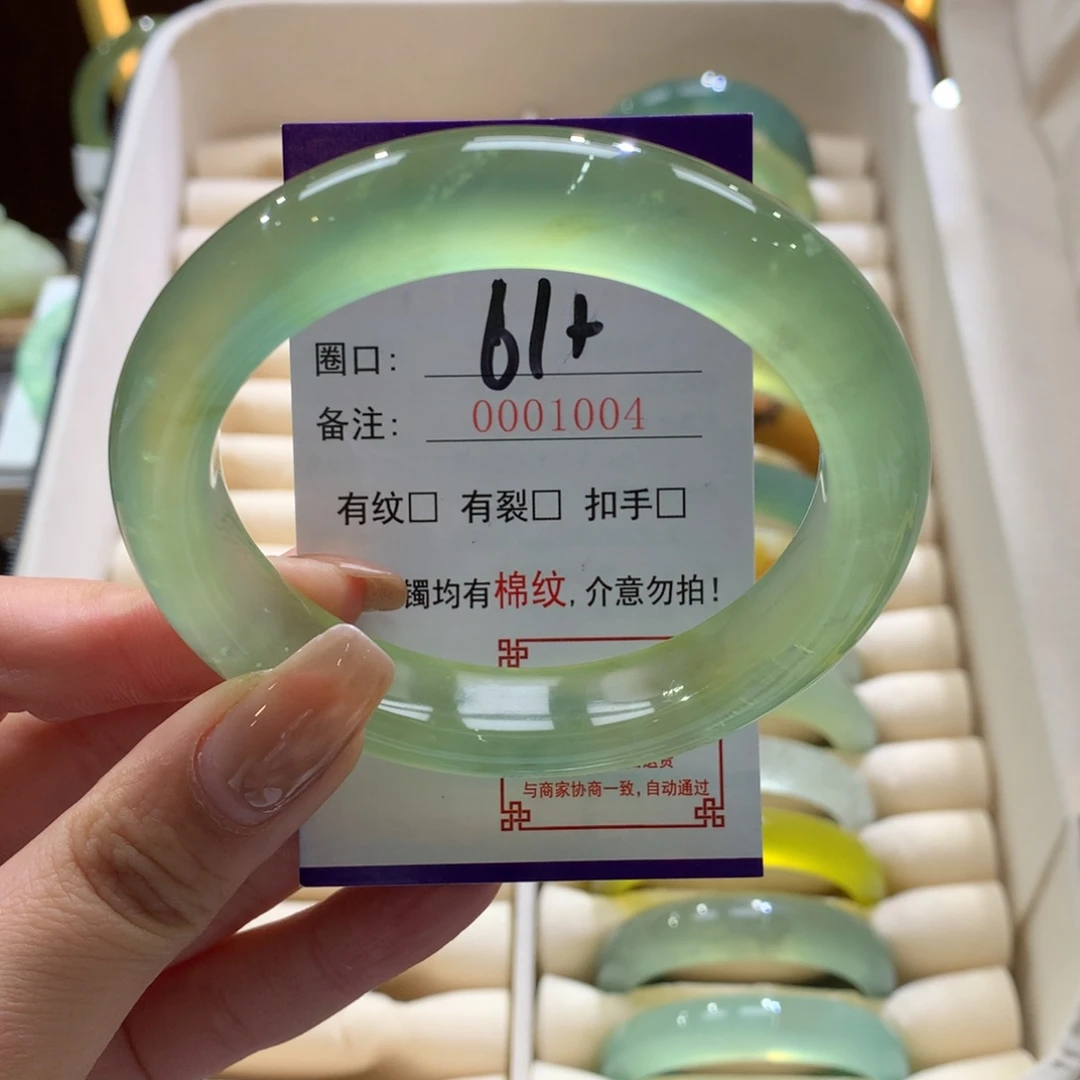 圈口: 61+
备注: 0001004
有纹□ 有裂□ 扣手□
镯均有棉纹,介意勿拍!
与商家协商一致,自动通过